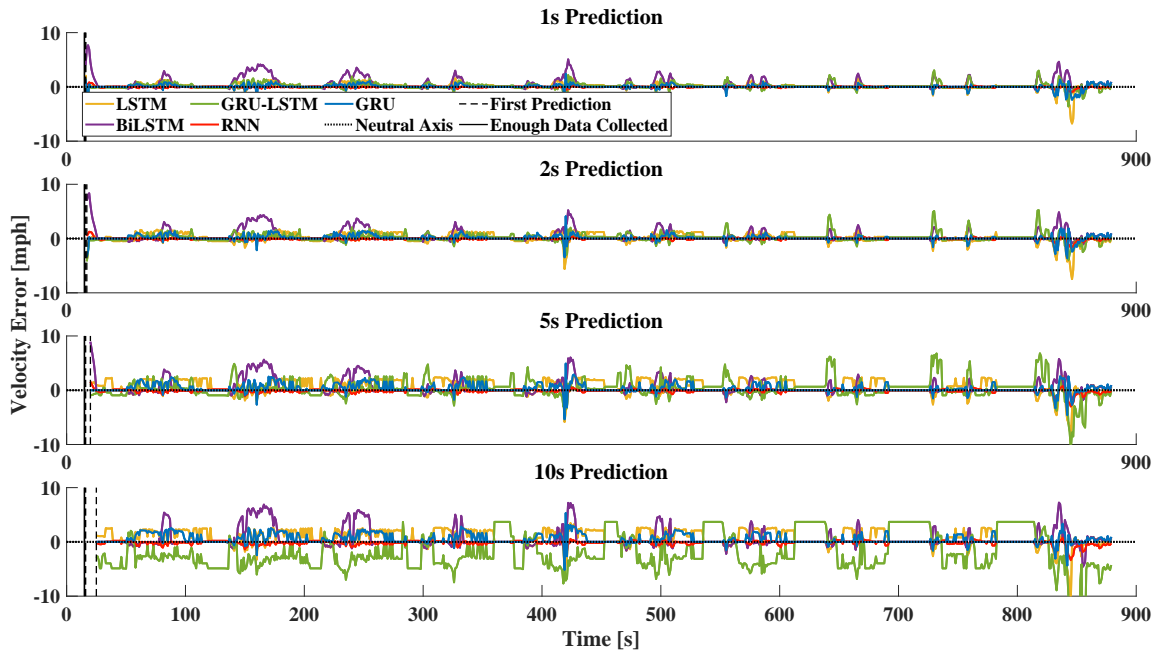 1s Prediction
10
0
-10
LSTM GRU-LSTM GRU First Prediction
BiLSTM RNN Neutral Axis Enough Data Collected
0 900
2s Prediction
10
0
-10
0 900
Velocity Error [mph]
5s Prediction
10
0
-10
0 900
10s Prediction
10
0
-10
0 100 200 300 400 500 600 700 800 900
Time [s]